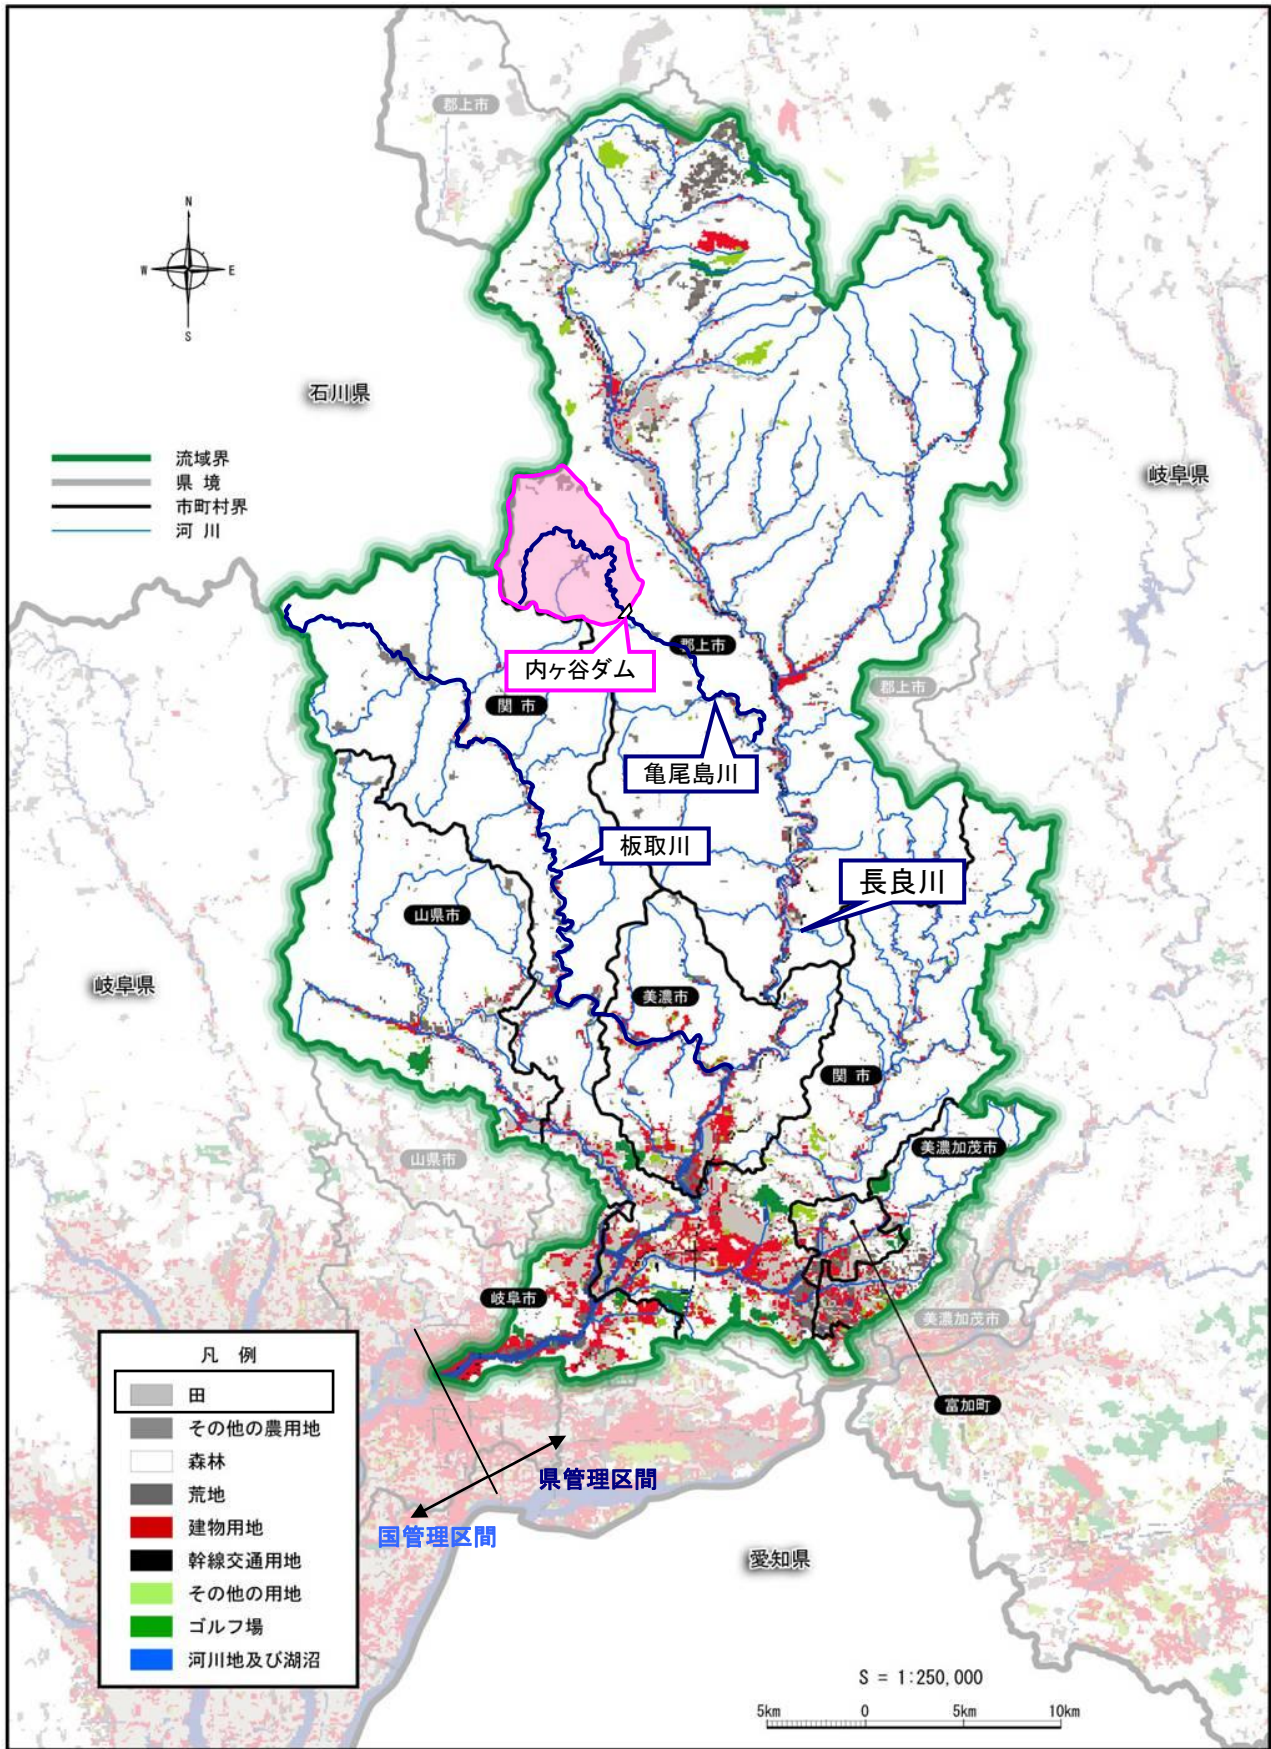 郡上市
N
W
E
S
石川県
流域界
県 境
市町村界
河 川
岐阜県
内ヶ谷ダム
郡上市
郡上市
関 市
亀尾島川
板取川
長良川
山県市
岐阜県
美濃市
関 市
山県市
美濃加茂市
岐阜市
美濃加茂市
富加町
凡 例
田
その他の農用地
森林
荒地
建物用地
幹線交通用地
その他の用地
ゴルフ場
河川地及び湖沼
県管理区間
国管理区間
愛知県
S = 1:250,000
5km 0 5km 10km